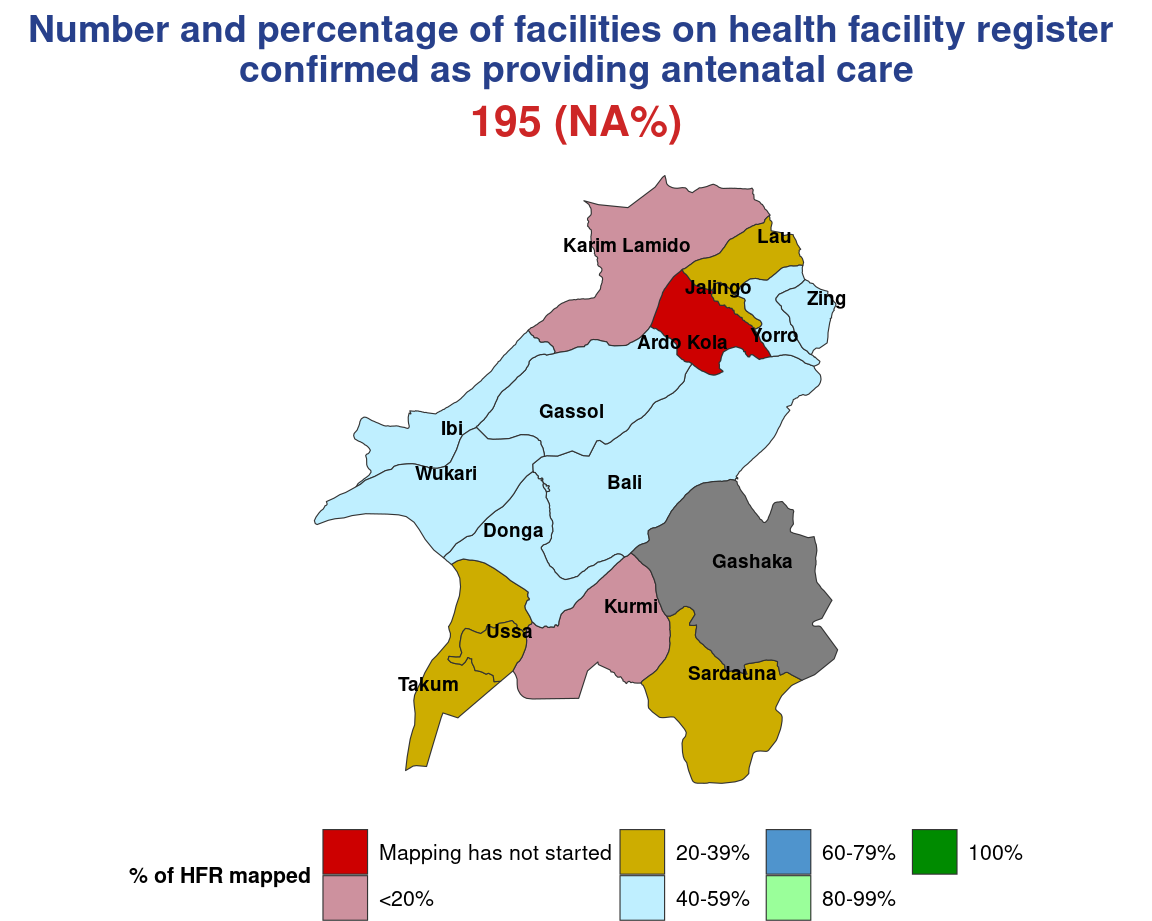 Number and percentage of facilities on health facility register
confirmed as providing antenatal care
195 (NA%)
Karim Lamido
Lau
Jalingo
Zing
Yorro
Ardo Kola
Gassol
Ibi
Wukari
Bali
Donga
Gashaka
Kurmi
Ussa
Sardauna
Takum
% of HFR mapped
Mapping has not started
<20%
20-39%
40-59%
60-79%
80-99%
100%